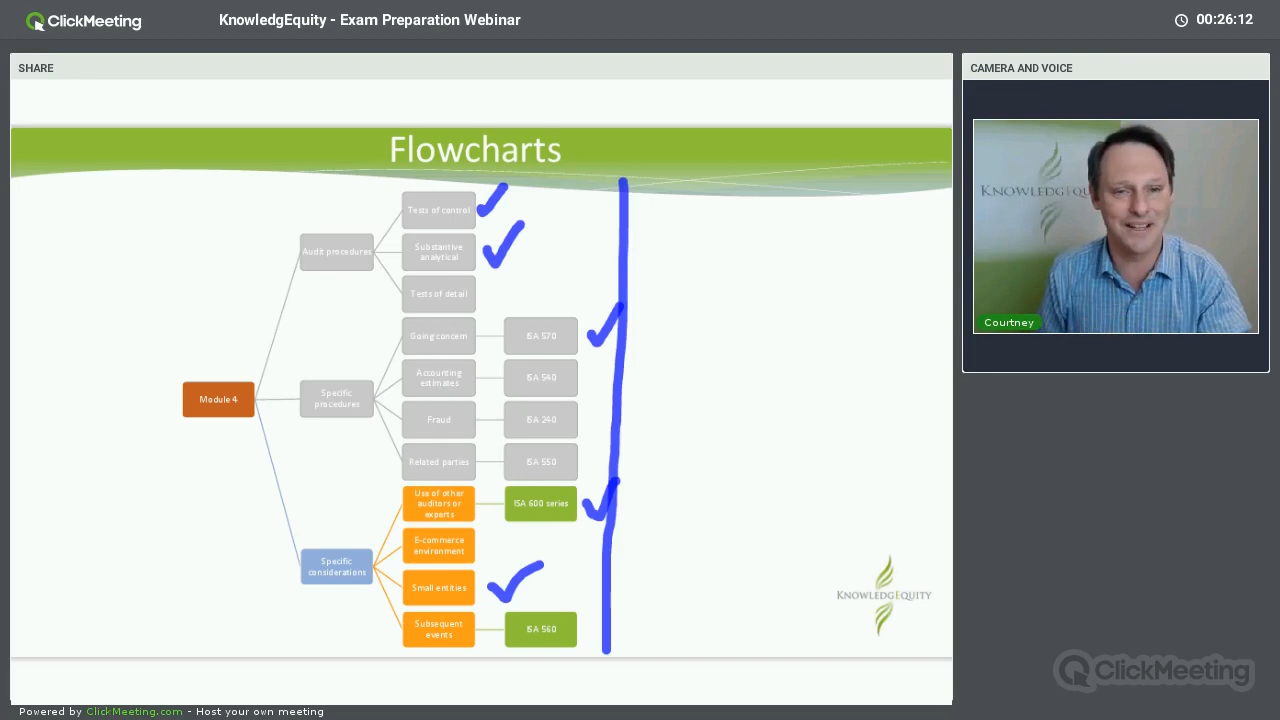 ClickMeeting
KnowledgEquity - Exam Preparation Webinar
00:26:12
SHARE
CAMERA AND VOICE
Flowcharts
Tests of control
Audit procedures
Substantive
analytical
Tests of detail
Going concern
ISA 570
Module 4
Specific
procedures
Accounting
estimates
ISA 540
Fraud
ISA 240
Related parties
ISA 550
Use of other
auditors or
experts
ISA 600 series
E-commerce
environment
Specific
considerations
Small entities
Subsequent
events
ISA 560
KNOWLEDGEQUITY
KNOWLEDGEQU
Courtney
ClickMeeting
Powered by ClickMeeting.com - Host your own meeting